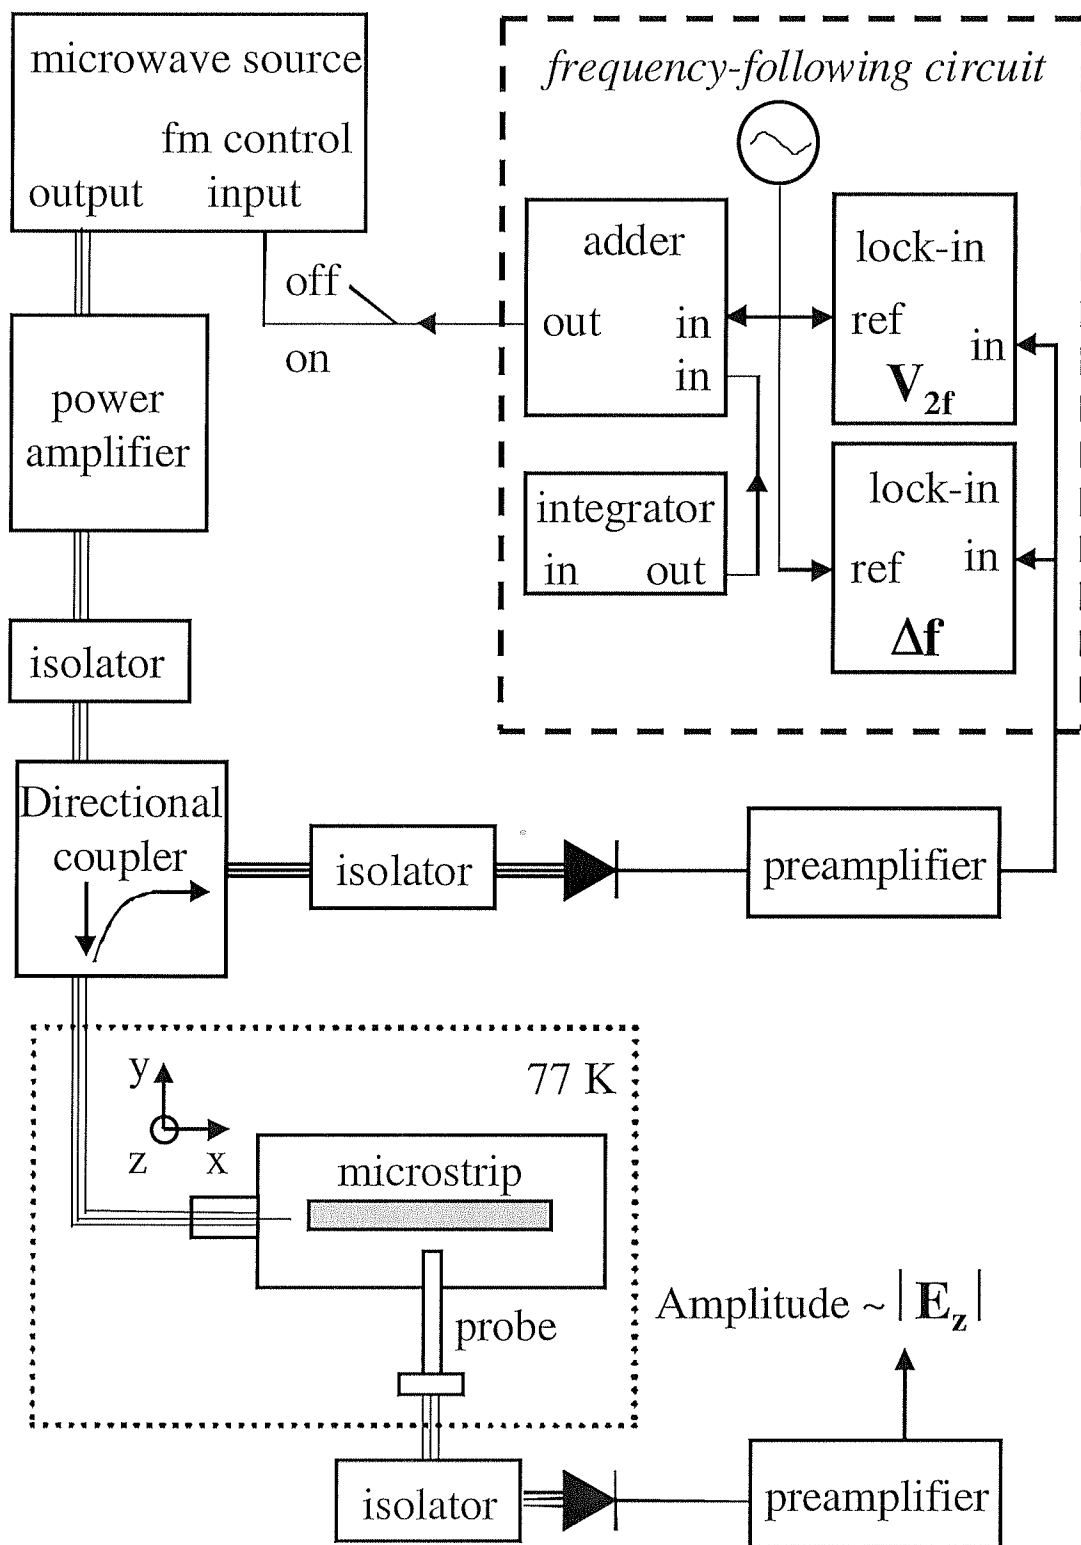 microwave source
fm control
output input
frequency-following circuit
adder
out in
in
lock-in
ref in
V2f
off
on
power
amplifier
integrator
in out
lock-in
ref in
Δf
isolator
Directional
coupler
isolator
preamplifier
77 K
y
z x
microstrip
probe
Amplitude ~ |Ez|
isolator
preamplifier